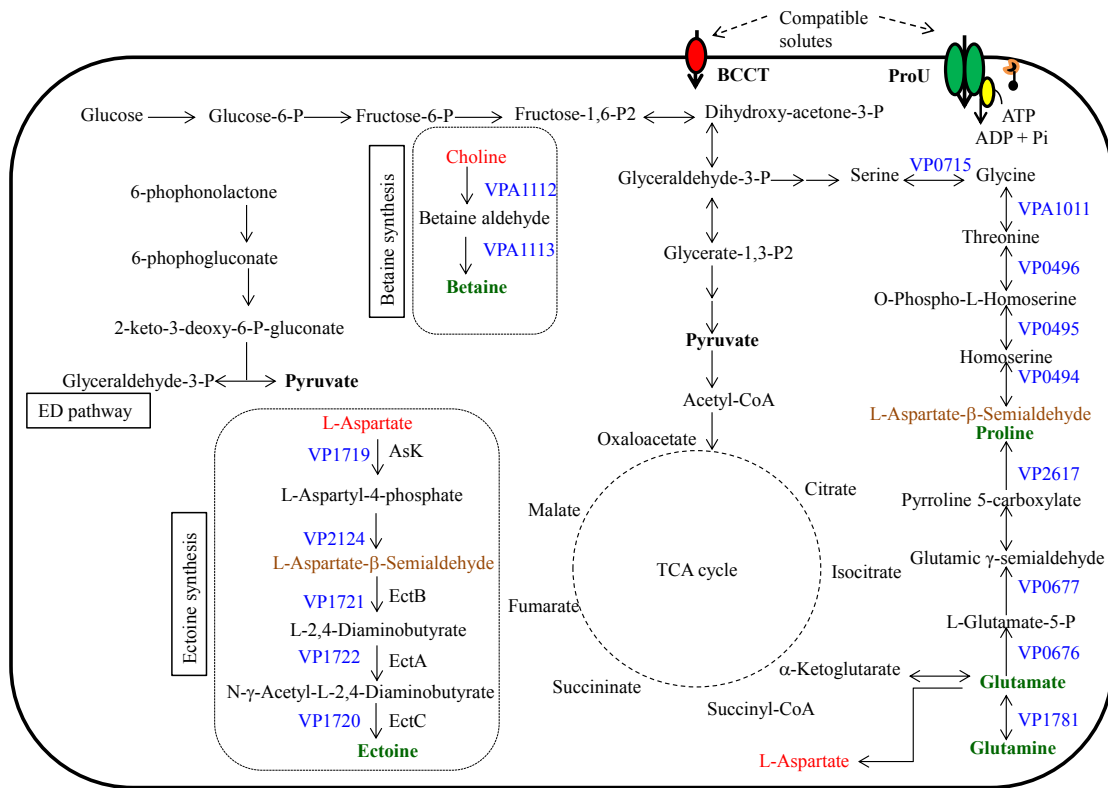 Compatible
solutes
BCCT
ProU
ATP
ADP + Pi
Glucose
Glucose-6-P
Fructose-6-P
Fructose-1,6-P2
Dihydroxy-acetone-3-P
Betaine synthesis
Choline
VPA1112
Betaine aldehyde
VPA1113
Betaine
6-phophonolactone
6-phophogluconate
2-keto-3-deoxy-6-P-gluconate
Glyceraldehyde-3-P
Pyruvate
ED pathway
Glyceraldehyde-3-P
Serine
VP0715
Glycine
VPA1011
Threonine
VP0496
O-Phospho-L-Homoserine
VP0495
Homoserine
VP0494
L-Aspartate-β-Semialdehyde
Proline
VP2617
Pyrroline 5-carboxylate
Glutamic γ-semialdehyde
VP0677
L-Glutamate-5-P
VP0676
Glutamate
VP1781
Glutamine
Glycerate-1,3-P2
Pyruvate
Acetyl-CoA
Oxaloacetate
Citrate
Isocitrate
α-Ketoglutarate
Succinyl-CoA
Succininate
Fumarate
Malate
TCA cycle
L-Aspartate
Ectoine synthesis
L-Aspartate
VP1719
AsK
L-Aspartyl-4-phosphate
VP2124
L-Aspartate-β-Semialdehyde
VP1721
EctB
L-2,4-Diaminobutyrate
VP1722
EctA
N-γ-Acetyl-L-2,4-Diaminobutyrate
VP1720
EctC
Ectoine